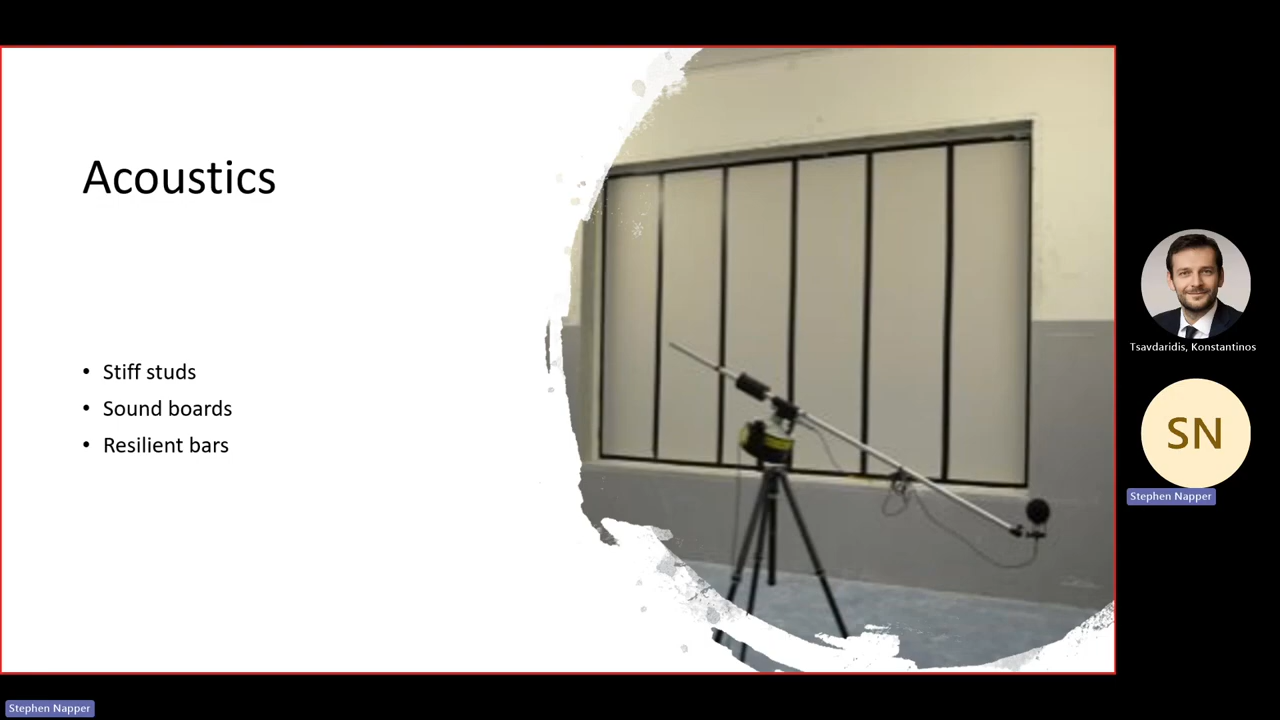 Acoustics
• Stiff studs
• Sound boards
• Resilient bars
Tsavdaridis, Konstantinos
SN
Stephen Napper
Stephen Napper